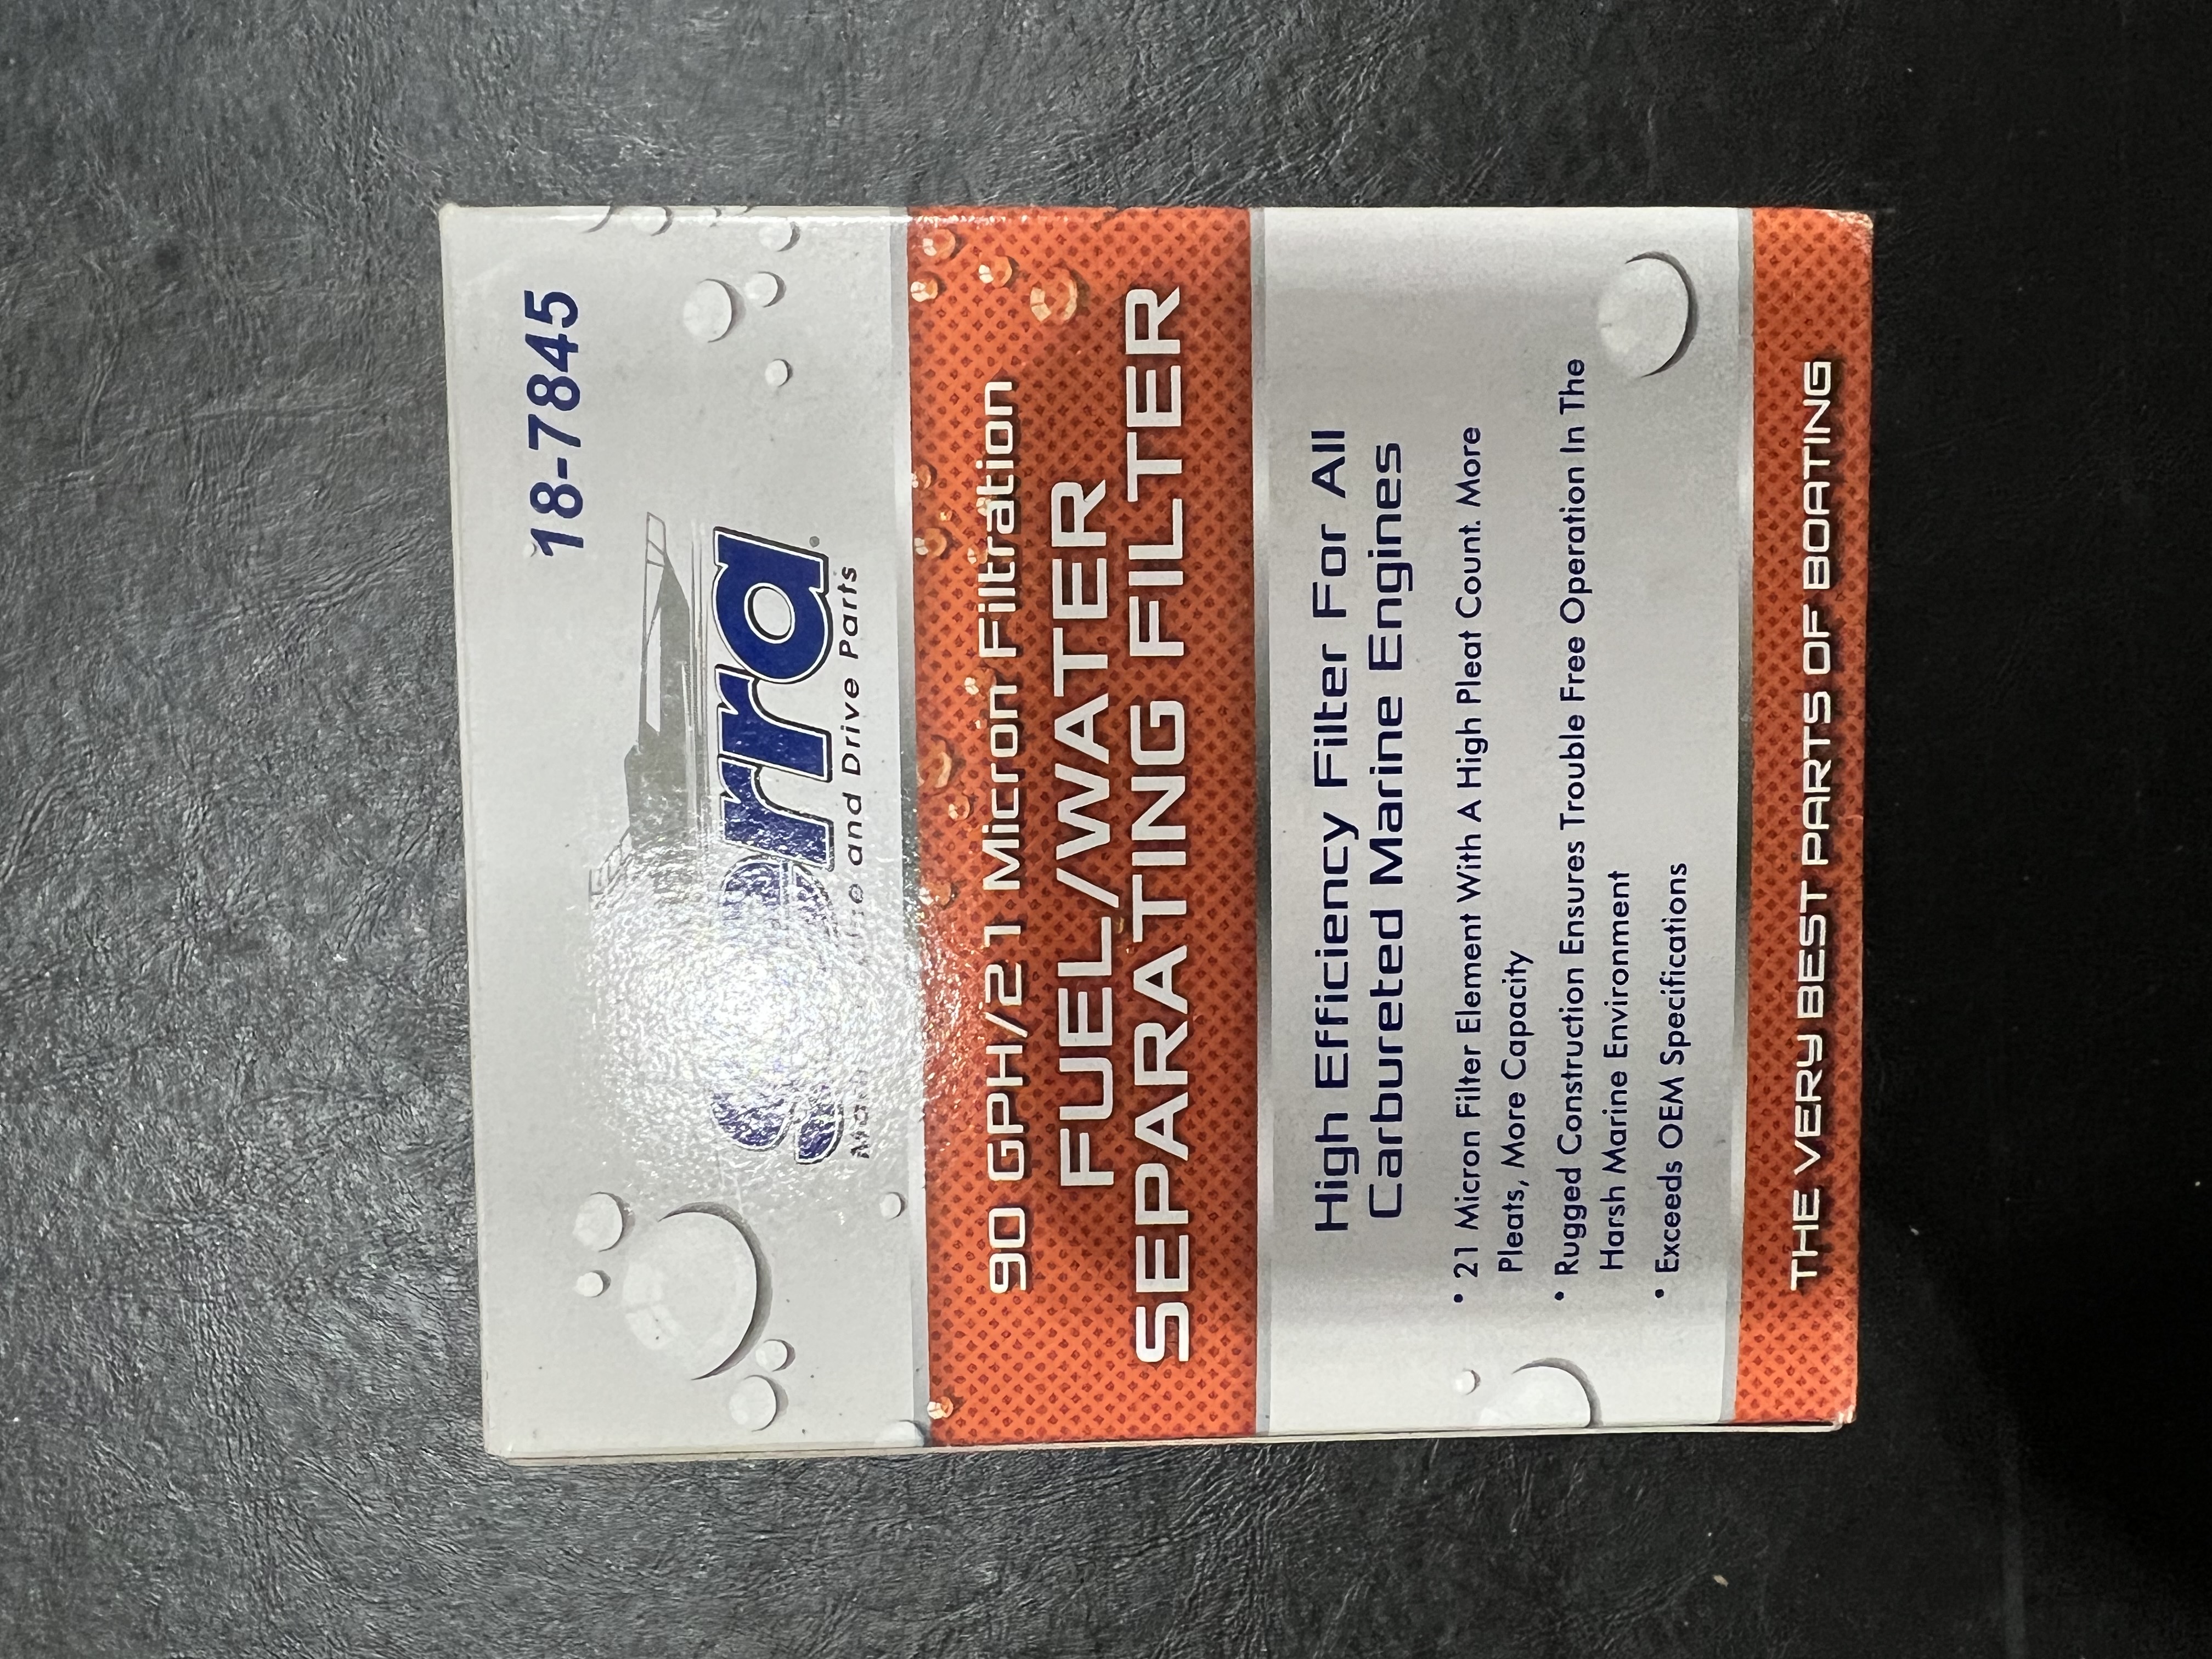 18-7845
Sierra
Marine and Drive Parts
90 GPH/21 Micron Filtration
FUEL/WATER
SEPARATING FILTER
High Efficiency Filter For All
Carbureted Marine Engines
• 21 Micron Filter Element With A High Pleat Count. More
Pleats, More Capacity
• Rugged Construction Ensures Trouble Free Operation In The
Harsh Marine Environment
• Exceeds OEM Specifications
THE VERY BEST PARTS OF BOATING